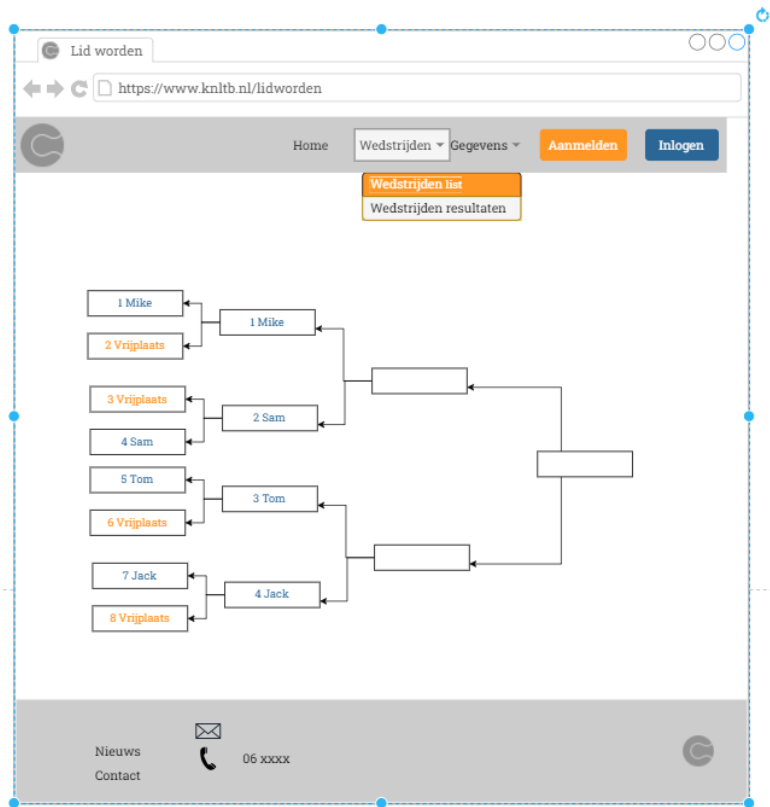 Lid worden
https://www.knltb.nl/lidworden
Home Wedstrijden Gegevens Aanmelden Inlogen
Wedstrijden list
Wedstrijden resultaten
1 Mike
2 Vrijplaats
1 Mike
3 Vrijplaats
4 Sam
2 Sam
5 Tom
6 Vrijplaats
3 Tom
7 Jack
8 Vrijplaats
4 Jack
Nieuws
Contact
06 xxxx